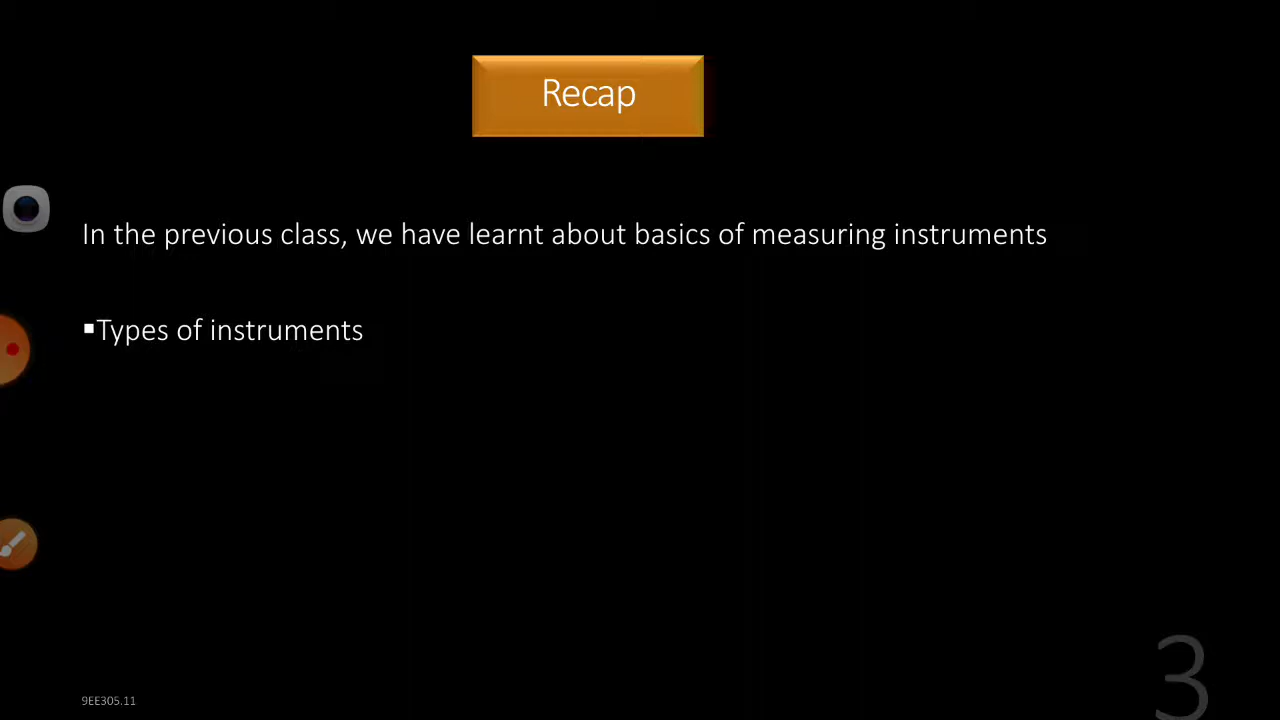 Recap
In the previous class, we have learnt about basics of measuring instruments
▪Types of instruments
9EE305.11
3